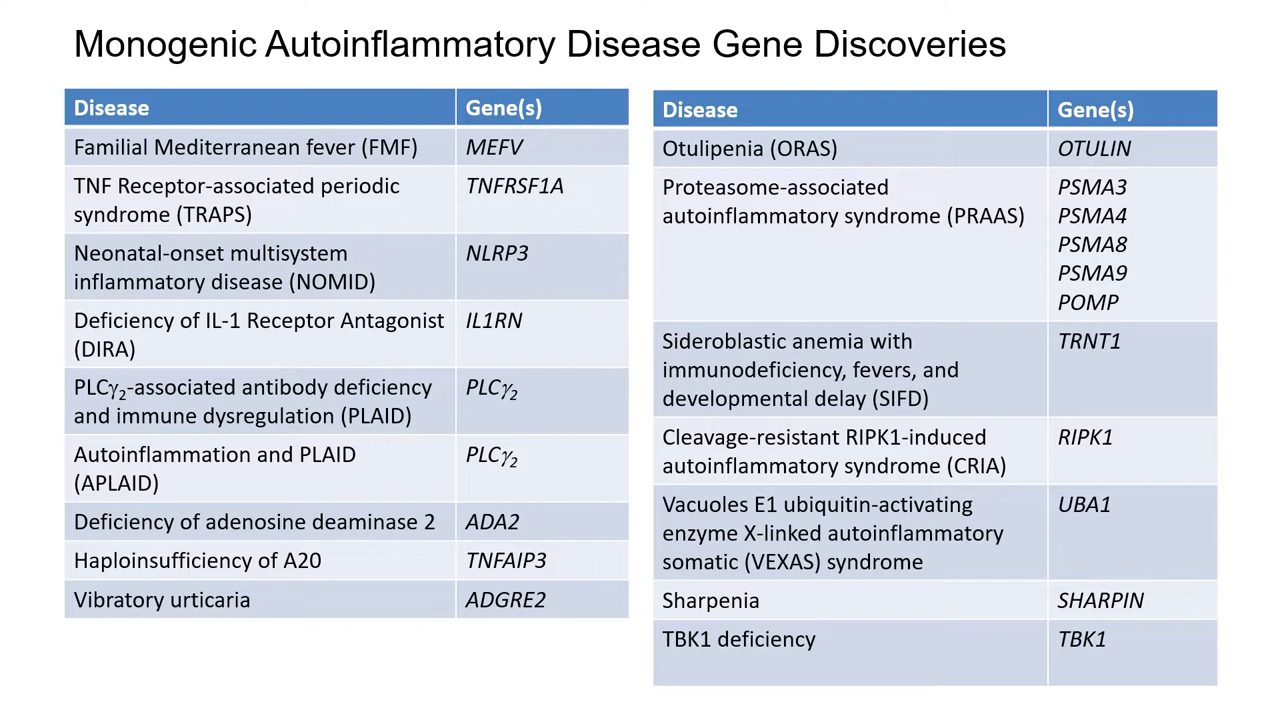 Monogenic Autoinflammatory Disease Gene Discoveries
Disease Gene(s)
Familial Mediterranean fever (FMF) MEFV
TNF Receptor-associated periodic TNFRSF1A
syndrome (TRAPS)
Neonatal-onset multisystem NLRP3
inflammatory disease (NOMID)
Deficiency of IL-1 Receptor Antagonist IL1RN
(DIRA)
PLCγ2-associated antibody deficiency PLCγ2
and immune dysregulation (PLAID)
Autoinflammation and PLAID PLCγ2
(APLAID)
Deficiency of adenosine deaminase 2 ADA2
Haploinsufficiency of A20 TNFAIP3
Vibratory urticaria ADGRE2
Disease Gene(s)
Otulipenia (ORAS) OTULIN
Proteasome-associated PSMA3
autoinflammatory syndrome (PRAAS) PSMA4
PSMA8
PSMA9
POMP
Sideroblastic anemia with TRNT1
immunodeficiency, fevers, and
developmental delay (SIFD)
Cleavage-resistant RIPK1-induced RIPK1
autoinflammatory syndrome (CRIA)
Vacuoles E1 ubiquitin-activating UBA1
enzyme X-linked autoinflammatory
somatic (VEXAS) syndrome
Sharpenia SHARPIN
TBK1 deficiency TBK1